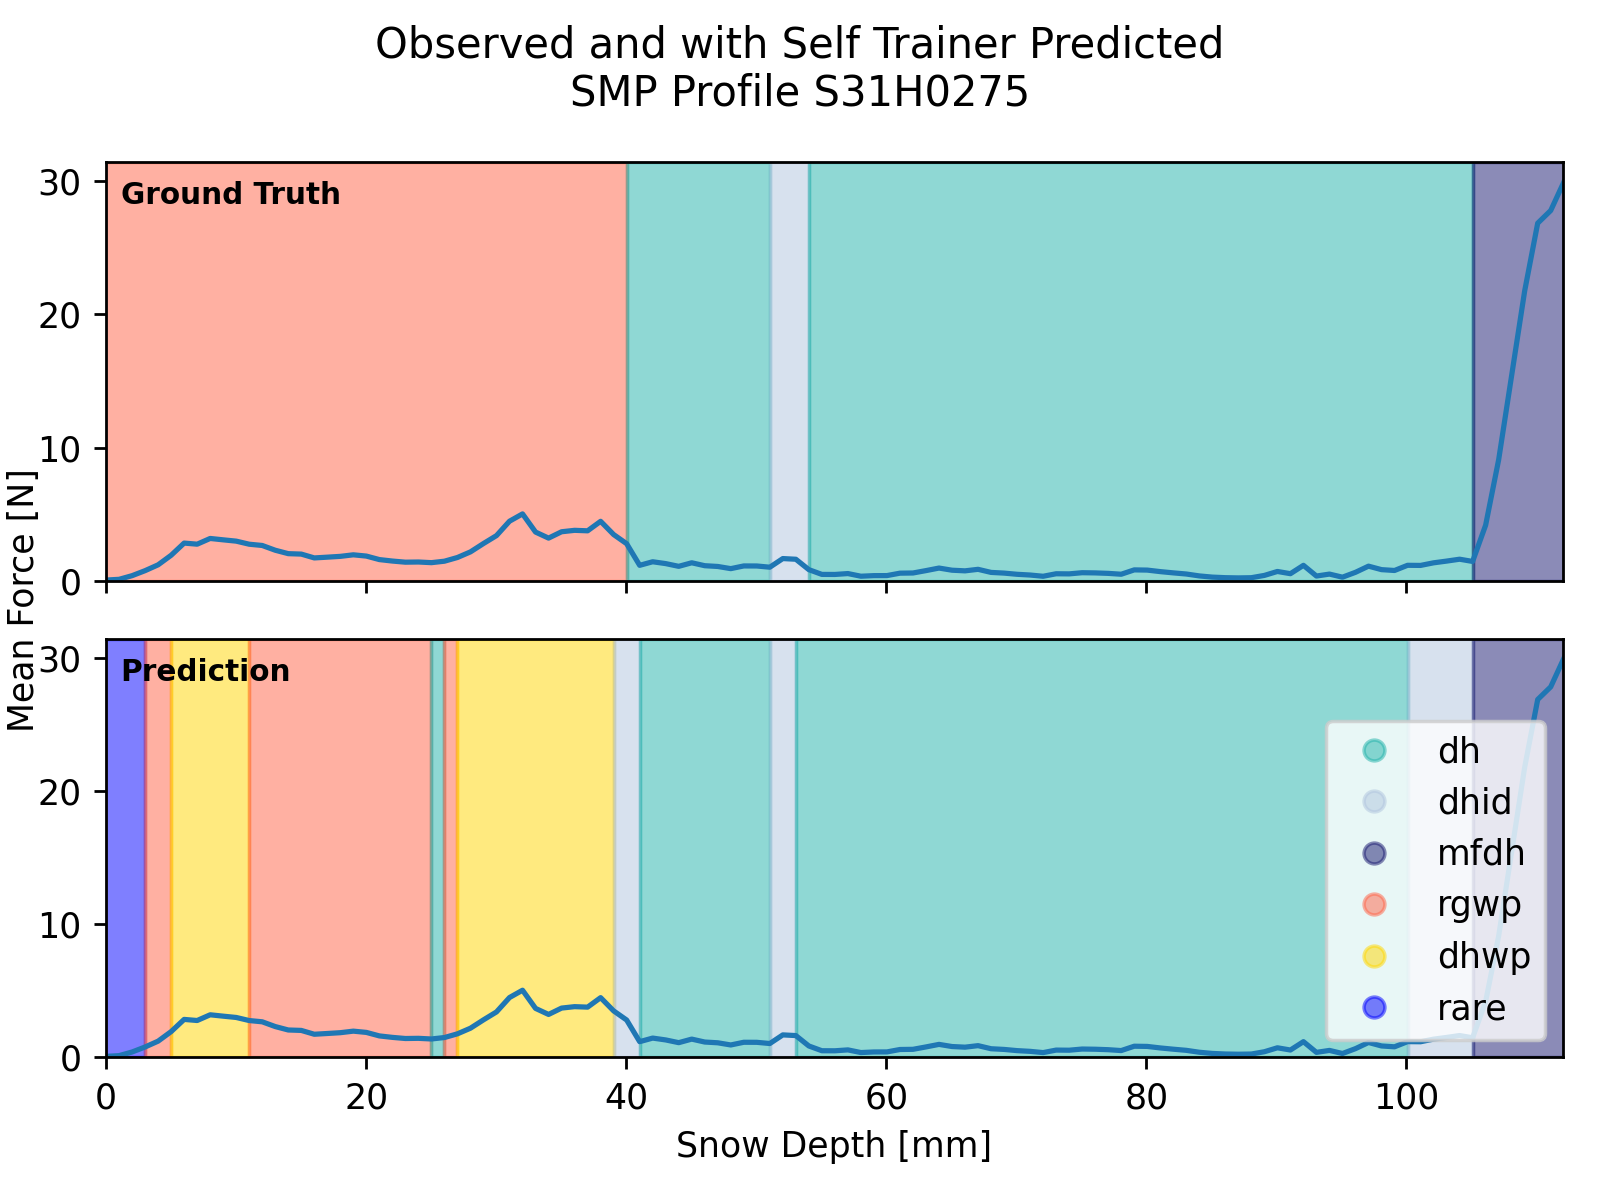 Observed and with Self Trainer Predicted
SMP Profile S31H0275
Mean Force [N]
30
20
10
0
Ground Truth
30
20
10
0
Prediction
dh
dhid
mfdh
rgwp
dhwp
rare
0 20 40 60 80 100
Snow Depth [mm]